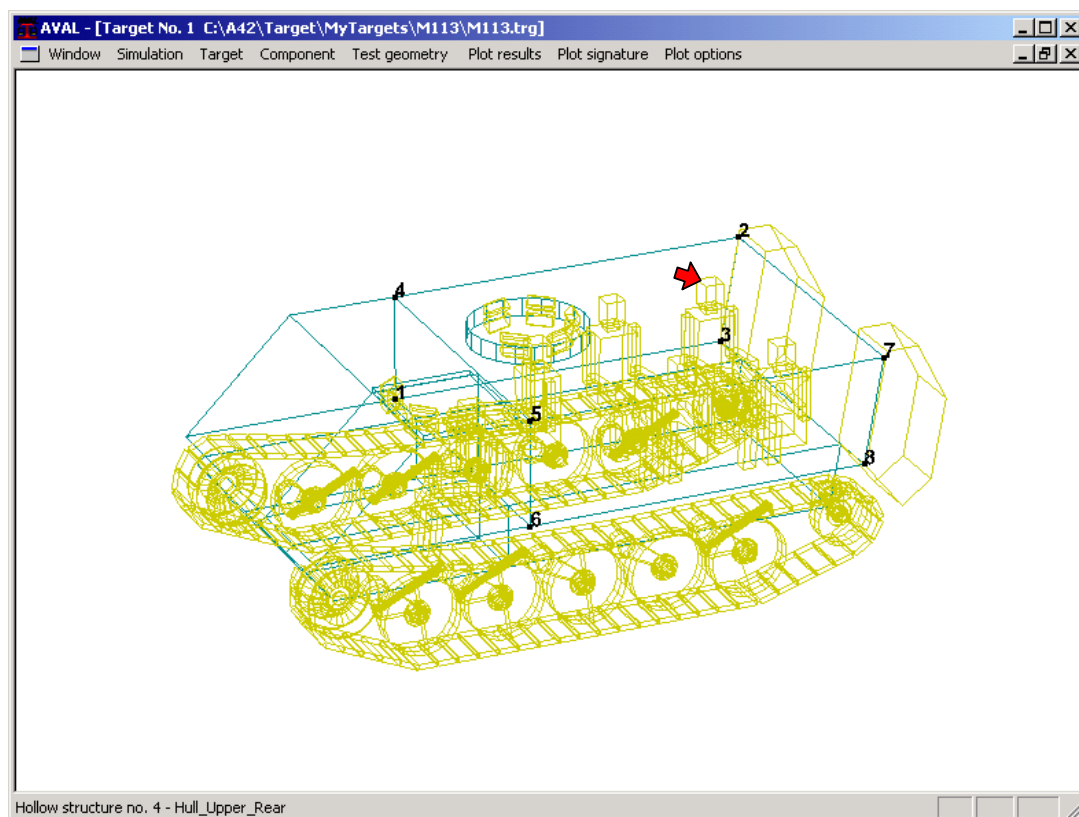 AVAL - [Target No. 1 C:\A42\Target\MyTargets\M113\M113.trg]
Window Simulation Target Component Test geometry Plot results Plot signature Plot options
2
4
3
7
1
5
8
6
Hollow structure no. 4 - Hull_Upper_Rear